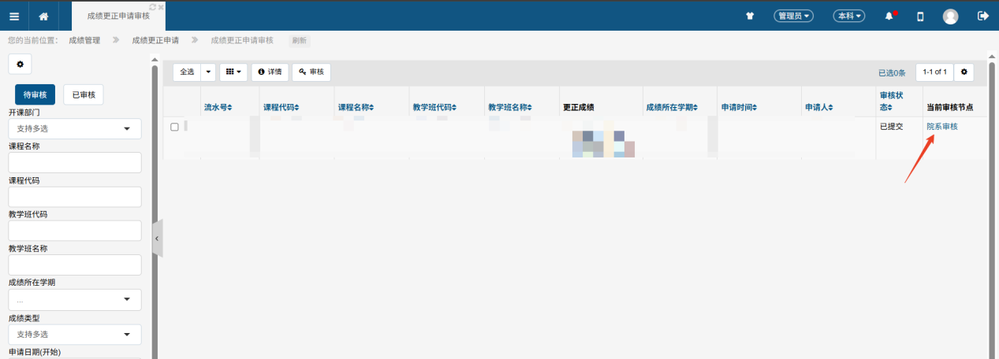 成绩更正申请审核
管理员 本科
您的当前位置： 成绩管理 成绩更正申请 成绩更正申请审核 刷新
全选 详情 审核 已选0条 1-1 of 1
待审核 已审核
开课部门
支持多选
课程名称
课程代码
教学班代码
教学班名称
成绩所在学期
...
成绩类型
支持多选
申请日期(开始)
流水号 课程代码 课程名称 教学班代码 教学班名称 更正成绩 成绩所在学期 申请时间 申请人 审核状态 当前审核节点
已提交 院系审核